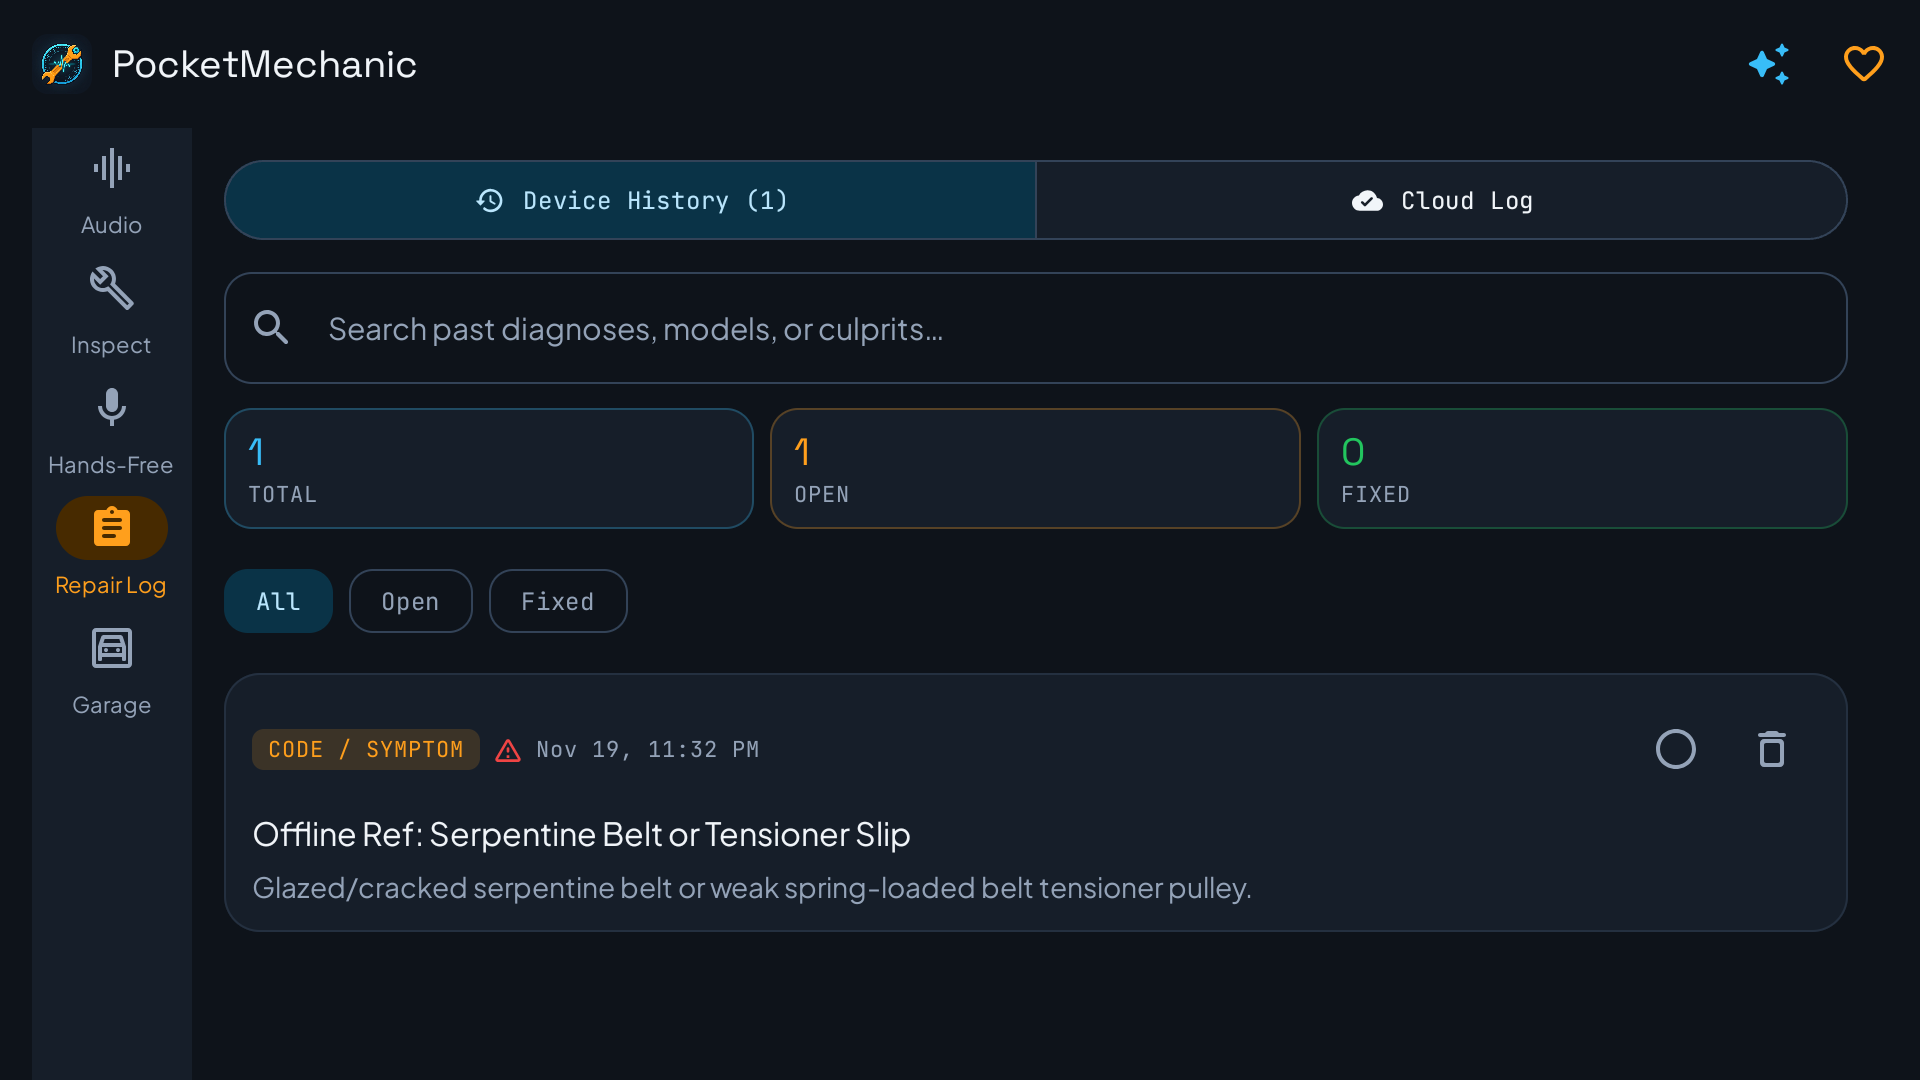 PocketMechanic
Audio
Inspect
Hands-Free
Repair Log
Garage
Device History (1)
Cloud Log
Search past diagnoses, models, or culprits...
1
TOTAL
1
OPEN
0
FIXED
All
Open
Fixed
CODE / SYMPTOM
Nov 19, 11:32 PM
Offline Ref: Serpentine Belt or Tensioner Slip
Glazed/cracked serpentine belt or weak spring-loaded belt tensioner pulley.